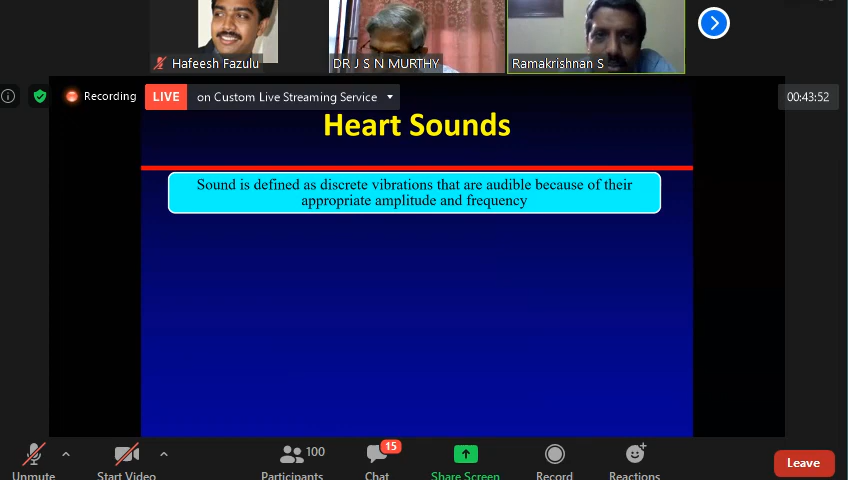 Hafeesh Fazulu
DR J S N MURTHY
Ramakrishnan S
Recording
LIVE
on Custom Live Streaming Service
00:43:52
Heart Sounds
Sound is defined as discrete vibrations that are audible because of their
appropriate amplitude and frequency
Unmute
Start Video
100
Participants
15
Chat
Share Screen
Record
Reactions
Leave